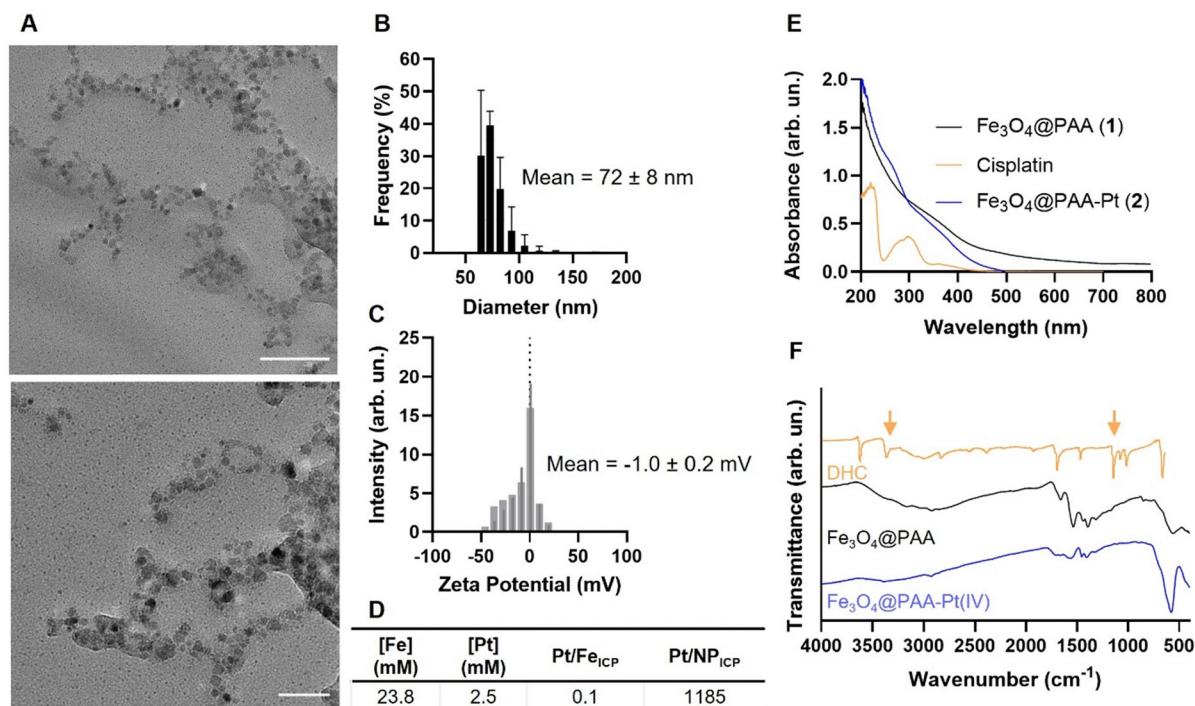 A
B
60
50
40
30
20
10
0
Frequency (%)
Mean = 72 ± 8 nm
50 100 150 200
Diameter (nm)
C
25
20
15
10
5
0
Intensity (arb. un.)
Mean = -1.0 ± 0.2 mV
-100 -50 0 50 100
Zeta Potential (mV)
D
[Fe] (mM) [Pt] (mM) Pt/Fe_ICP Pt/NP_ICP
23.8 2.5 0.1 1185
E
2.0
1.5
1.0
0.5
0.0
Absorbance (arb. un.)
Fe₃O₄@PAA (1)
Cisplatin
Fe₃O₄@PAA-Pt (2)
200 300 400 500 600 700 800
Wavelength (nm)
F
Transmittance (arb. un.)
DHC
Fe₃O₄@PAA
Fe₃O₄@PAA-Pt(IV)
4000 3500 3000 2500 2000 1500 1000 500
Wavenumber (cm⁻¹)